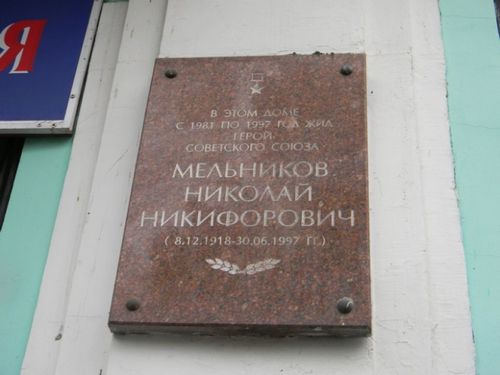 Я
В ЭТОМ ДОМЕ
С 1981 ПО 1997 ГОД ЖИЛ
ГЕРОЙ
СОВЕТСКОГО СОЮЗА
МЕЛЬНИКОВ
НИКОЛАЙ
НИКИФОРОВИЧ
( 8.12.1918-30.06.1997 ГГ.)